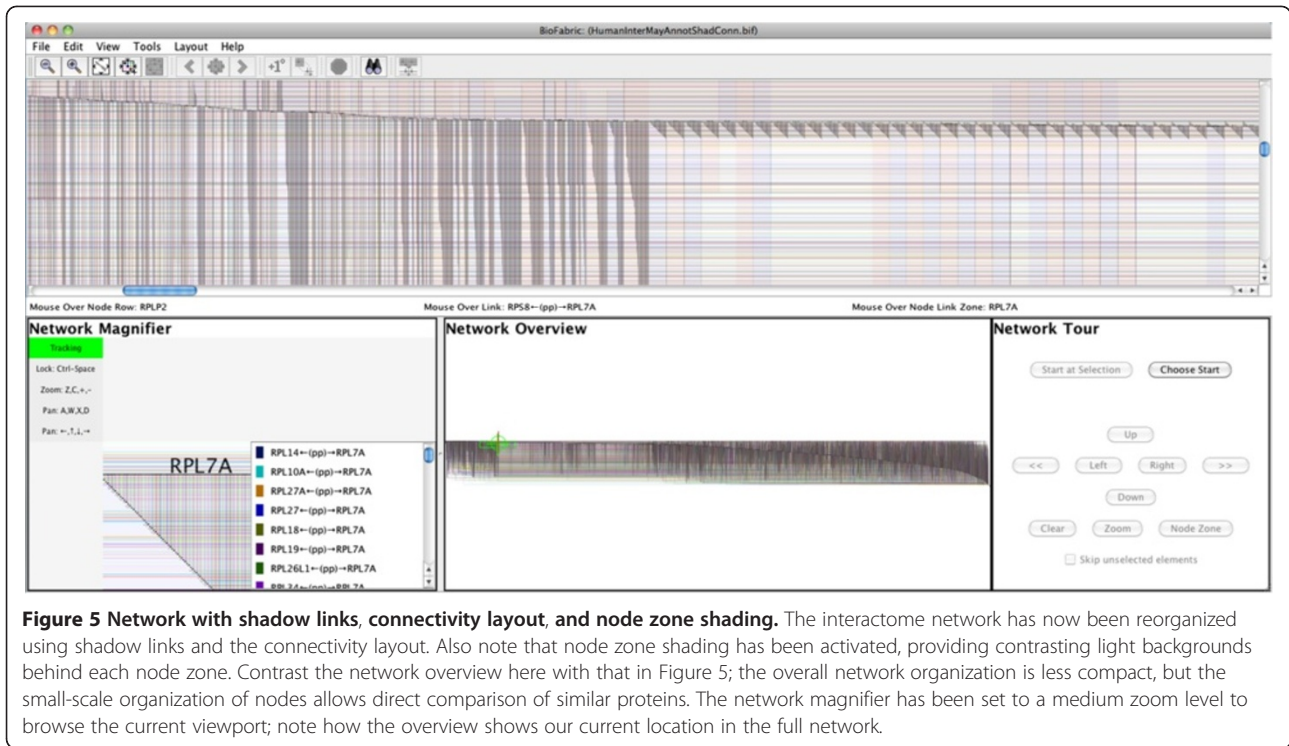 BioFabric: (HumanInterMayAnnotShadConn.bif)
File Edit View Tools Layout Help
+1°
Mouse Over Node Row: RPLP2 Mouse Over Link: RPS8←(pp)→RPL7A Mouse Over Node Link Zone: RPL7A
Network Magnifier
Tracking
Lock: Ctrl-Space
Zoom: Z,C,+,-
Pan: A,W,X,D
Pan: ←,↑,↓,→
RPL7A
RPL14←(pp)→RPL7A
RPL10A←(pp)→RPL7A
RPL27A←(pp)→RPL7A
RPL27←(pp)→RPL7A
RPL18←(pp)→RPL7A
RPL19←(pp)→RPL7A
RPL26L1←(pp)→RPL7A
Network Overview
Network Tour
Start at Selection Choose Start
Up
<< Left Right >>
Down
Clear Zoom Node Zone
Skip unselected elements
Figure 5 Network with shadow links, connectivity layout, and node zone shading. The interactome network has now been reorganized
using shadow links and the connectivity layout. Also note that node zone shading has been activated, providing contrasting light backgrounds
behind each node zone. Contrast the network overview here with that in Figure 5; the overall network organization is less compact, but the
small-scale organization of nodes allows direct comparison of similar proteins. The network magnifier has been set to a medium zoom level to
browse the current viewport; note how the overview shows our current location in the full network.